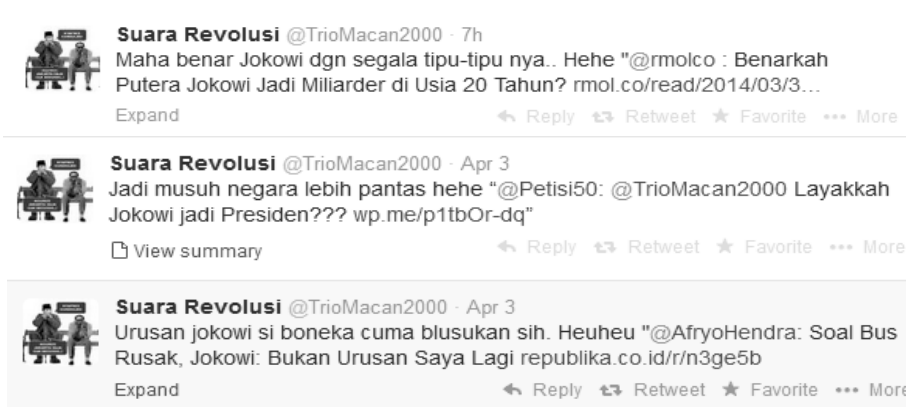 Suara Revolusi @TrioMacan2000 · 7h
Maha benar Jokowi dgn segala tipu-tipu nya.. Hehe "@rmolco : Benarkah
Putera Jokowi Jadi Miliarder di Usia 20 Tahun? rmol.co/read/2014/03/3…
Expand Reply Retweet Favorite More
Suara Revolusi @TrioMacan2000 · Apr 3
Jadi musuh negara lebih pantas hehe “@Petisi50: @TrioMacan2000 Layakkah
Jokowi jadi Presiden??? wp.me/p1tbOr-dq”
View summary Reply Retweet Favorite More
Suara Revolusi @TrioMacan2000 · Apr 3
Urusan jokowi si boneka cuma blusukan sih. Heuheu "@AfryoHendra: Soal Bus
Rusak, Jokowi: Bukan Urusan Saya Lagi republika.co.id/r/n3ge5b
Expand Reply Retweet Favorite More